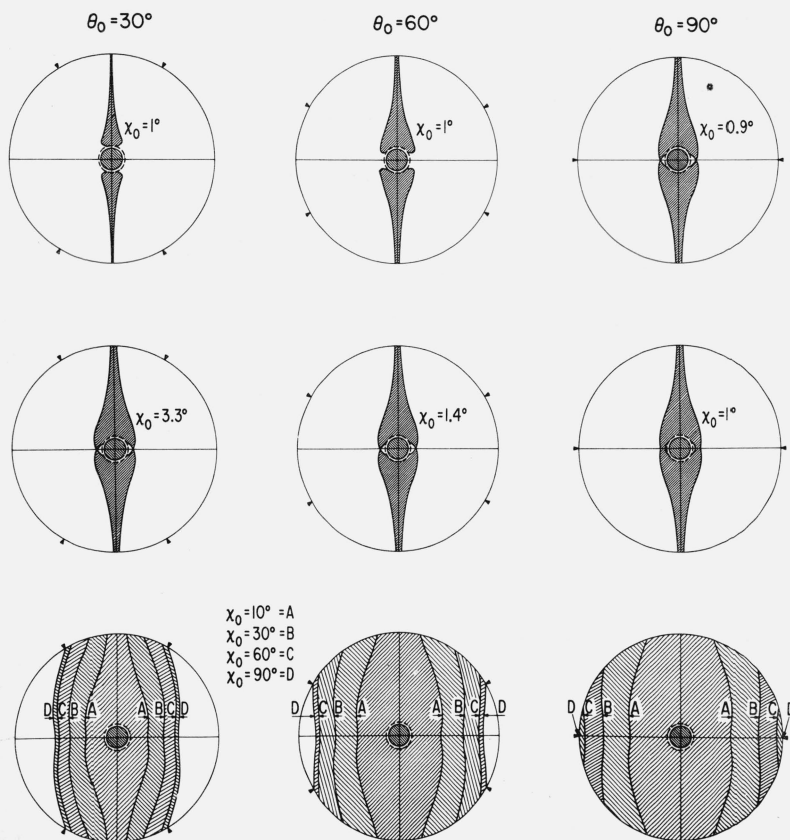 θ₀=30° θ₀=60° θ₀=90°
χ₀=1° χ₀=1° χ₀=0.9°
χ₀=3.3° χ₀=1.4° χ₀=1°
χ₀=10° =A
χ₀=30° =B
χ₀=60° =C
χ₀=90° =D
D C B A A B C D D C B A A B C D D C B A A B C D